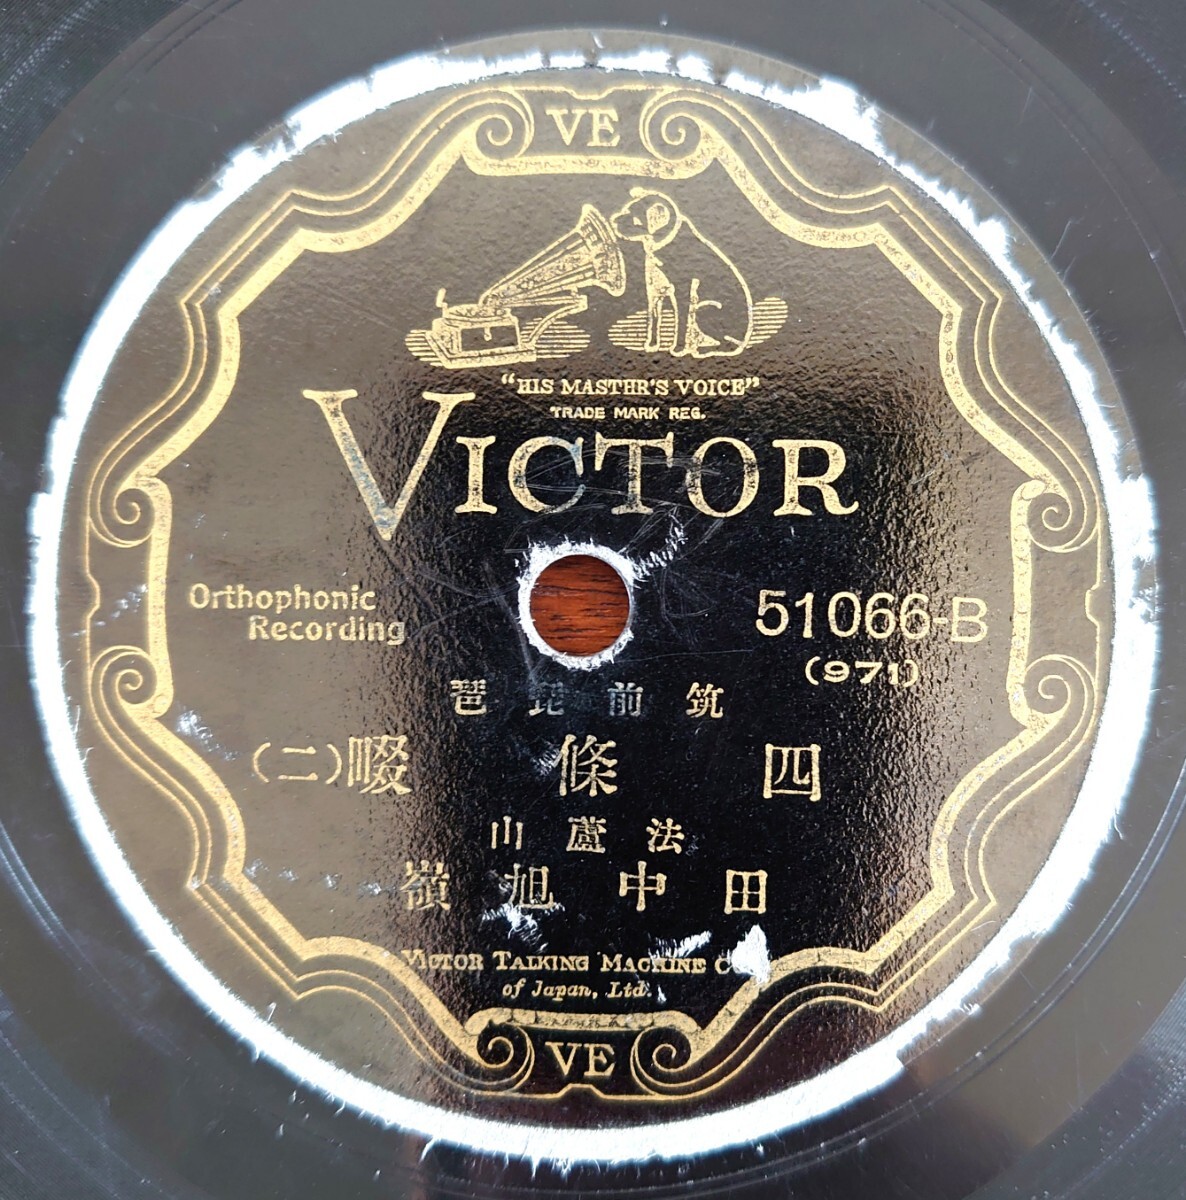 VE
"HIS MASTHR'S VOICE"
TRADE MARK REG.
VICTOR
Orthophonic
Recording
51066-B
(971)
筑前琵琶
四條畷(二)
法蘆山
田中旭嶺
VICTOR TALKING MACHINE
of Japan, Ltd.
VE